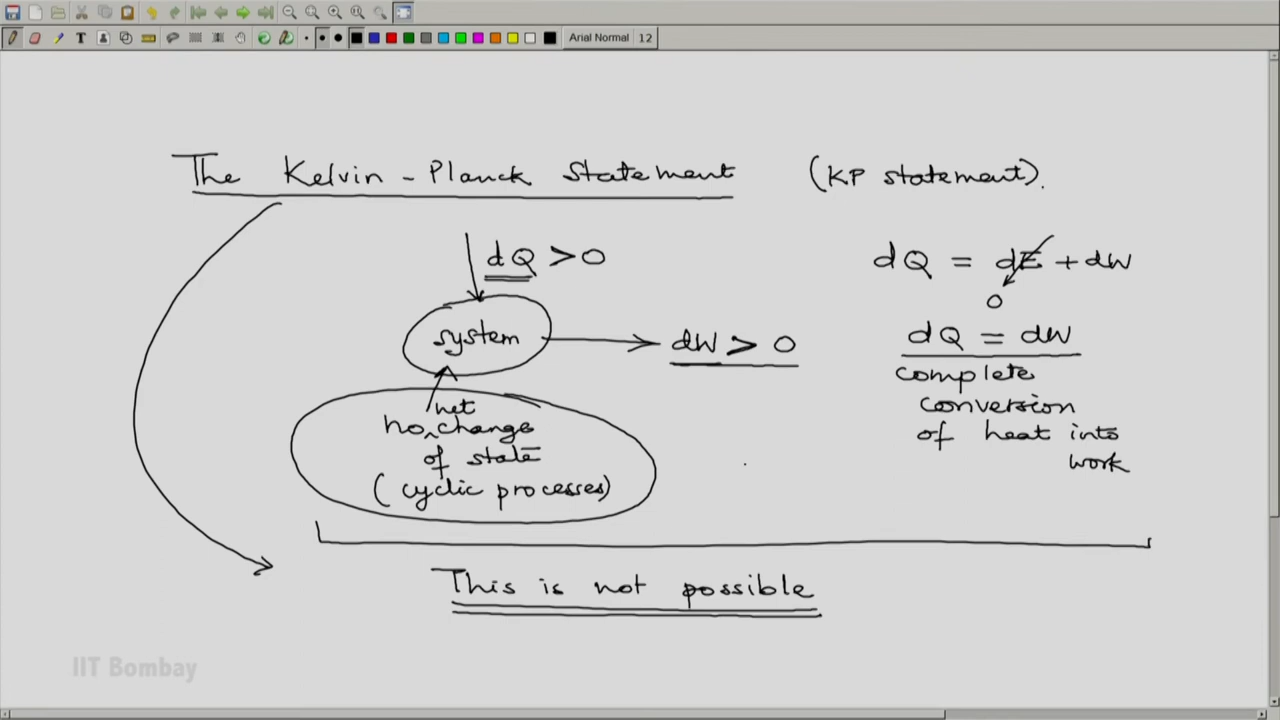 Arial Normal 12
The Kelvin-Planck Statement (KP statement).
dQ > 0
dQ = dE + dW
0
system
dW > 0
dQ = dW
complete
conversion
of heat into
work
net
no change
of state
(cyclic processes)
This is not possible
IIT Bombay